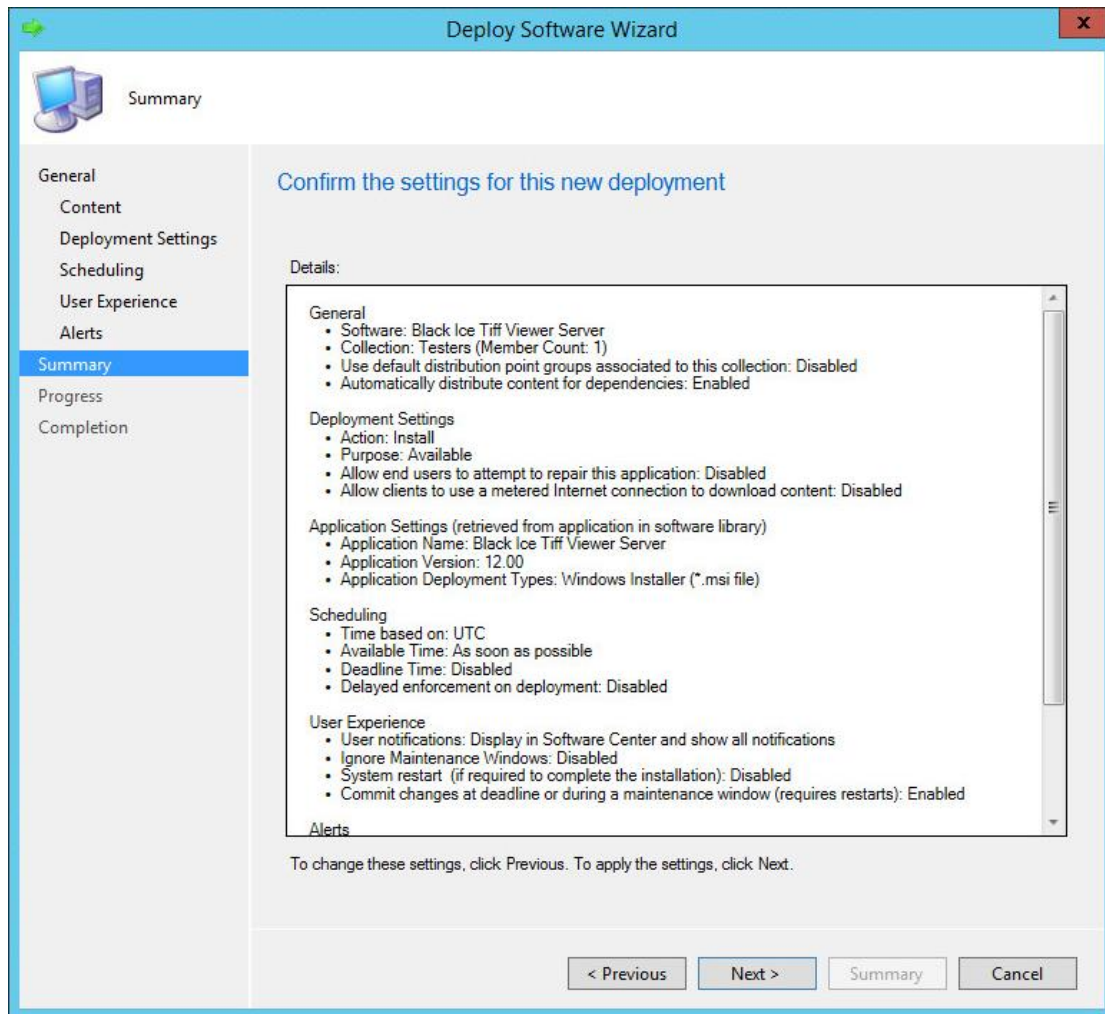 Deploy Software Wizard
x
Summary
General
Content
Deployment Settings
Scheduling
User Experience
Alerts
Summary
Progress
Completion
Confirm the settings for this new deployment
Details:
General
• Software: Black Ice Tiff Viewer Server
• Collection: Testers (Member Count: 1)
• Use default distribution point groups associated to this collection: Disabled
• Automatically distribute content for dependencies: Enabled
Deployment Settings
• Action: Install
• Purpose: Available
• Allow end users to attempt to repair this application: Disabled
• Allow clients to use a metered Internet connection to download content: Disabled
Application Settings (retrieved from application in software library)
• Application Name: Black Ice Tiff Viewer Server
• Application Version: 12.00
• Application Deployment Types: Windows Installer (*.msi file)
Scheduling
• Time based on: UTC
• Available Time: As soon as possible
• Deadline Time: Disabled
• Delayed enforcement on deployment: Disabled
User Experience
• User notifications: Display in Software Center and show all notifications
• Ignore Maintenance Windows: Disabled
• System restart (if required to complete the installation): Disabled
• Commit changes at deadline or during a maintenance window (requires restarts): Enabled
Alerts
To change these settings, click Previous. To apply the settings, click Next.
< Previous
Next >
Summary
Cancel